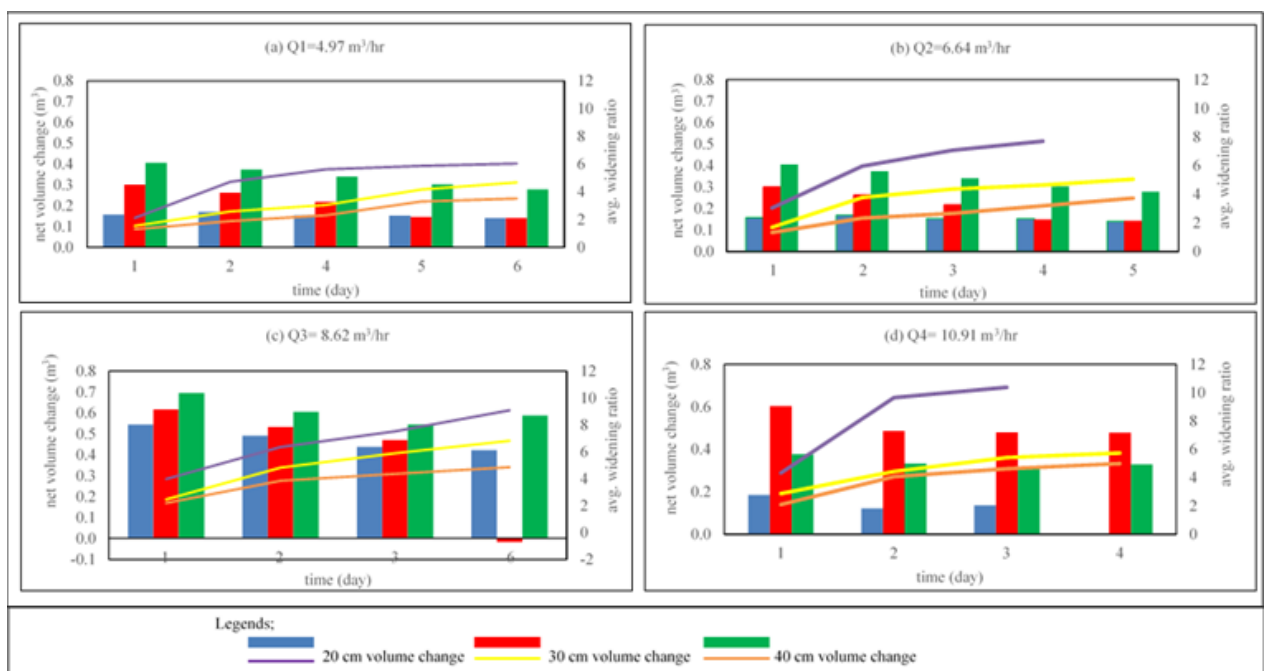 (a) Q1=4.97 m³/hr
net volume change (m³)
0.8
0.7
0.6
0.5
0.4
0.3
0.2
0.1
0.0
12
10
8
6
4
2
0
avg. widening ratio
1 2 4 5 6
time (day)
(b) Q2=6.64 m³/hr
net volume change (m³)
0.8
0.7
0.6
0.5
0.4
0.3
0.2
0.1
0.0
12
10
8
6
4
2
0
avg. widening ratio
1 2 3 4 5
time (day)
(c) Q3= 8.62 m³/hr
net volume change (m³)
0.8
0.7
0.6
0.5
0.4
0.3
0.2
0.1
0.0
-0.1
12
10
8
6
4
2
0
-2
avg. widening ratio
1 2 3 6
time (day)
(d) Q4= 10.91 m³/hr
net volume change (m³)
0.8
0.6
0.4
0.2
0.0
12
10
8
6
4
2
0
avg. widening ratio
1 2 3 4
time (day)
Legends;
20 cm volume change 30 cm volume change 40 cm volume change